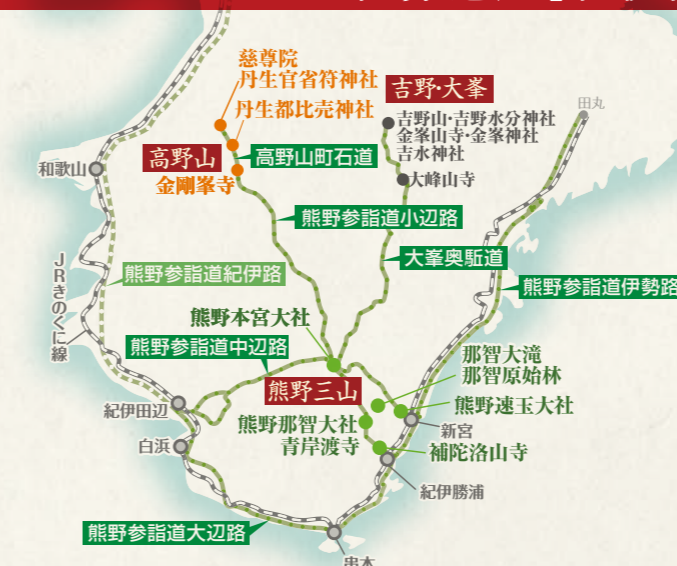 慈尊院
丹生官省符神社
丹生都比売神社
吉野・大峯
吉野山・吉野水分神社
金峯山寺・金峯神社
吉水神社
田丸
和歌山
高野山
高野山町石道
金剛峯寺
大峰山寺
熊野参詣道小辺路
大峯奥駈道
熊野参詣道紀伊路
熊野参詣道伊勢路
JRきのくに線
熊野本宮大社
熊野参詣道中辺路
那智大滝
那智原始林
熊野三山
紀伊田辺
熊野速玉大社
熊野那智大社
青岸渡寺
新宮
白浜
補陀洛山寺
紀伊勝浦
熊野参詣道大辺路
串本